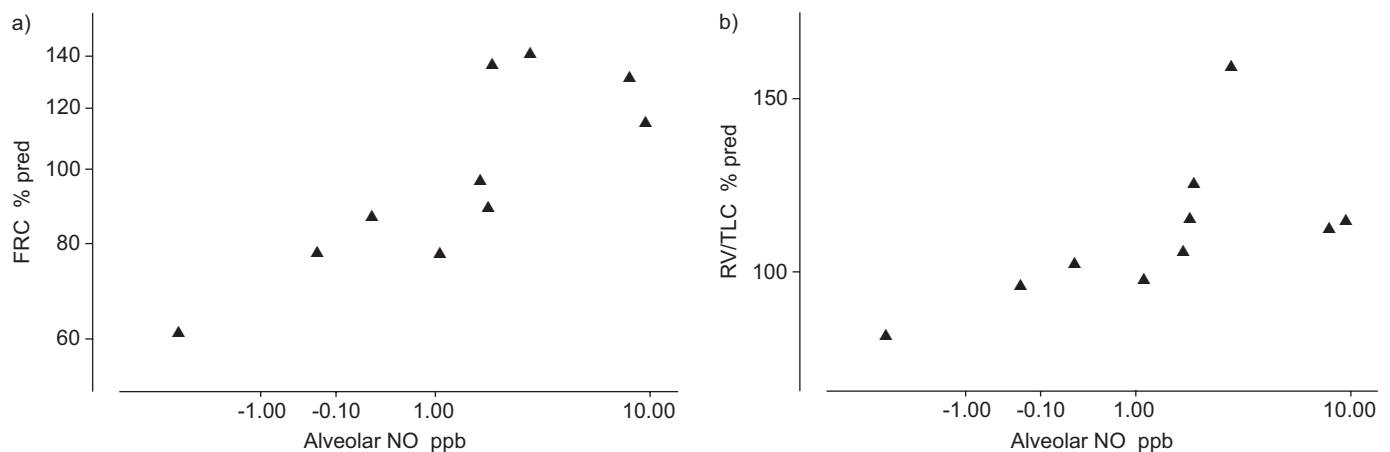 a)
FRC % pred
140
120
100
80
60
-1.00 -0.10 1.00 10.00
Alveolar NO ppb
b)
RV/TLC % pred
150
100
-1.00 -0.10 1.00 10.00
Alveolar NO ppb